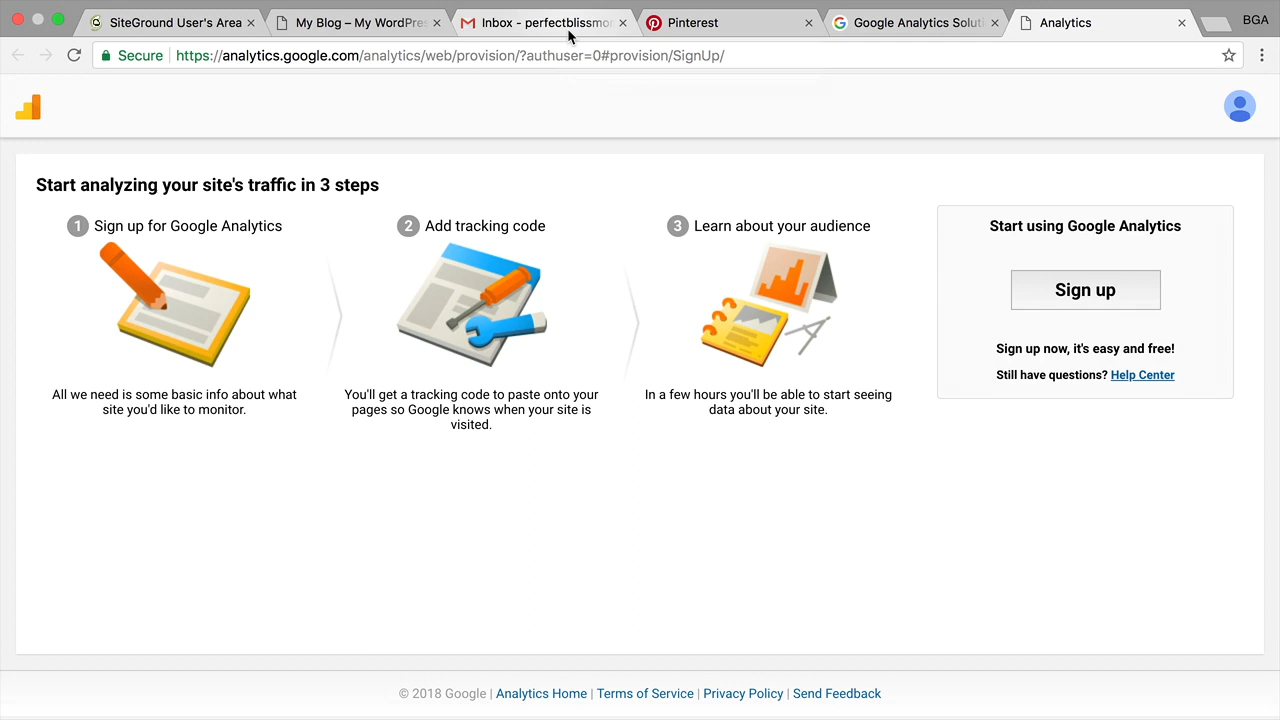 SiteGround User's Area
My Blog – My WordPre
Inbox - perfectblissmor
Pinterest
Google Analytics Soluti
Analytics
BGA
Secure
https://analytics.google.com/analytics/web/provision/?authuser=0#provision/SignUp/
Start analyzing your site's traffic in 3 steps
1 Sign up for Google Analytics
All we need is some basic info about what
site you'd like to monitor.
2 Add tracking code
You'll get a tracking code to paste onto your
pages so Google knows when your site is
visited.
3 Learn about your audience
In a few hours you'll be able to start seeing
data about your site.
Start using Google Analytics
Sign up
Sign up now, it's easy and free!
Still have questions? Help Center
© 2018 Google | Analytics Home | Terms of Service | Privacy Policy | Send Feedback